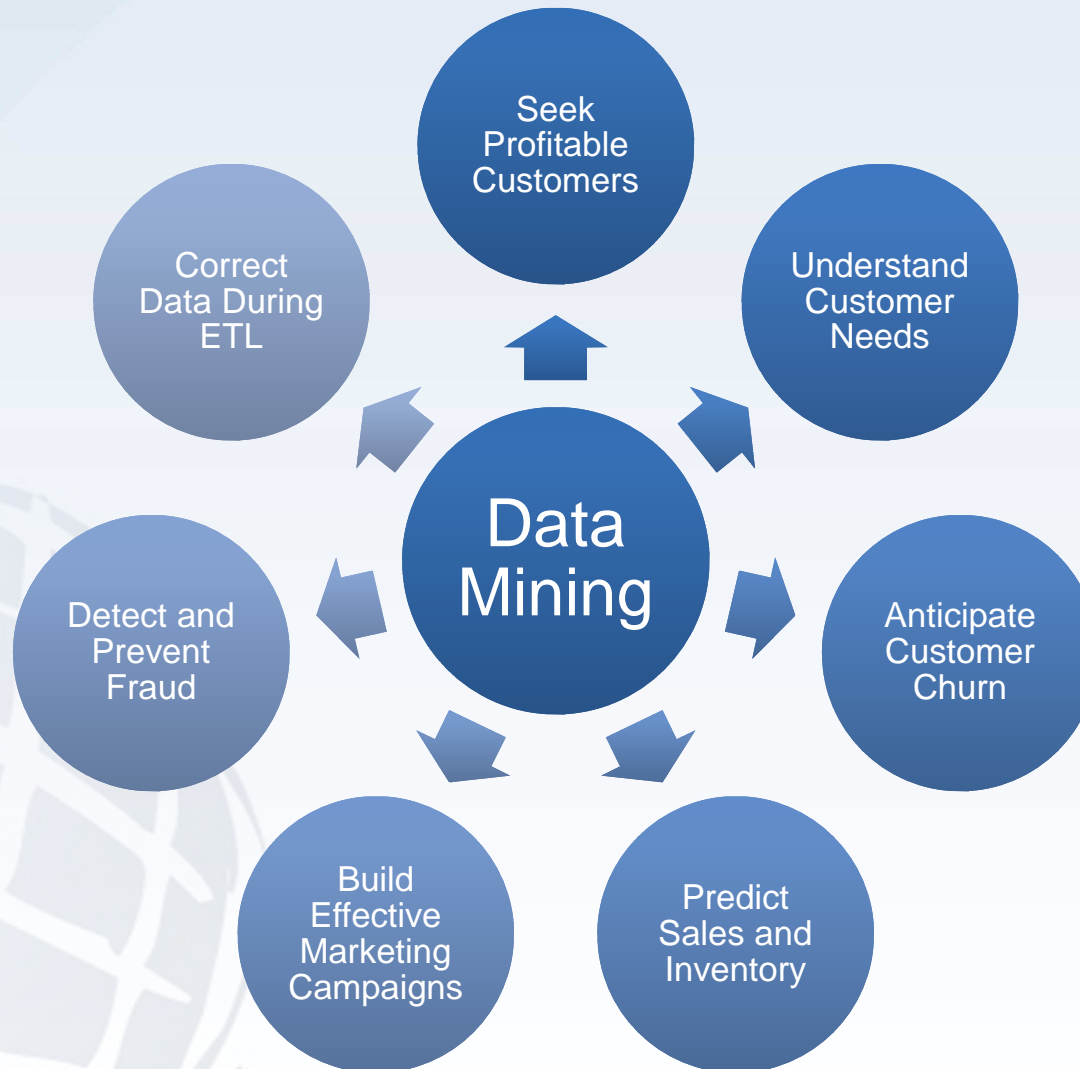 Seek
Profitable
Customers
Understand
Customer
Needs
Anticipate
Customer
Churn
Predict
Sales and
Inventory
Build
Effective
Marketing
Campaigns
Detect and
Prevent
Fraud
Correct
Data During
ETL
Data
Mining